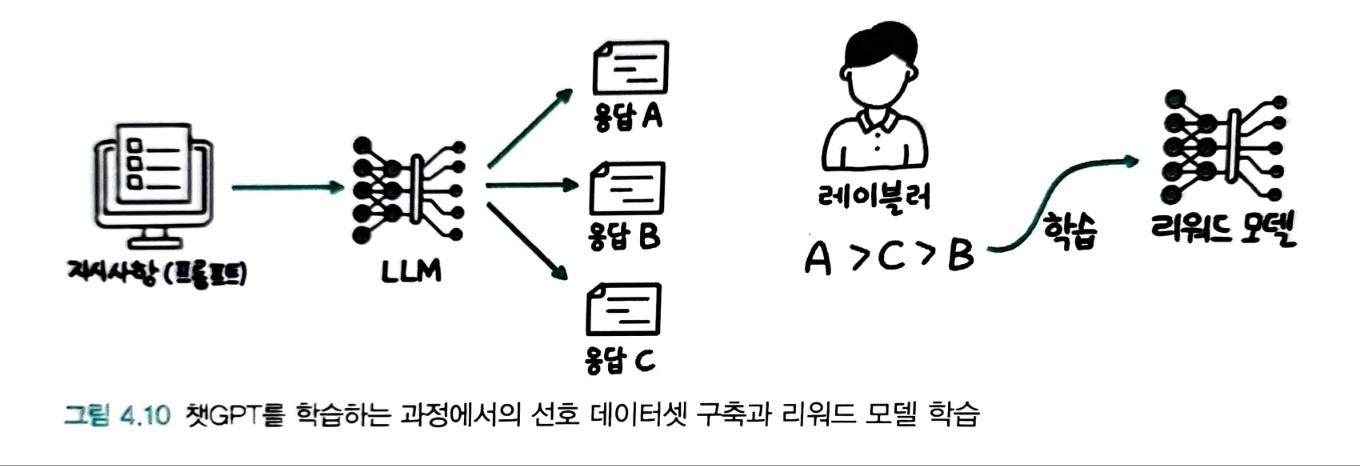 지시사항(프롬프트)
LLM
응답 A
응답 B
응답 C
레이블러
A > C > B
학습
리워드 모델
그림 4.10 챗GPT를 학습하는 과정에서의 선호 데이터셋 구축과 리워드 모델 학습